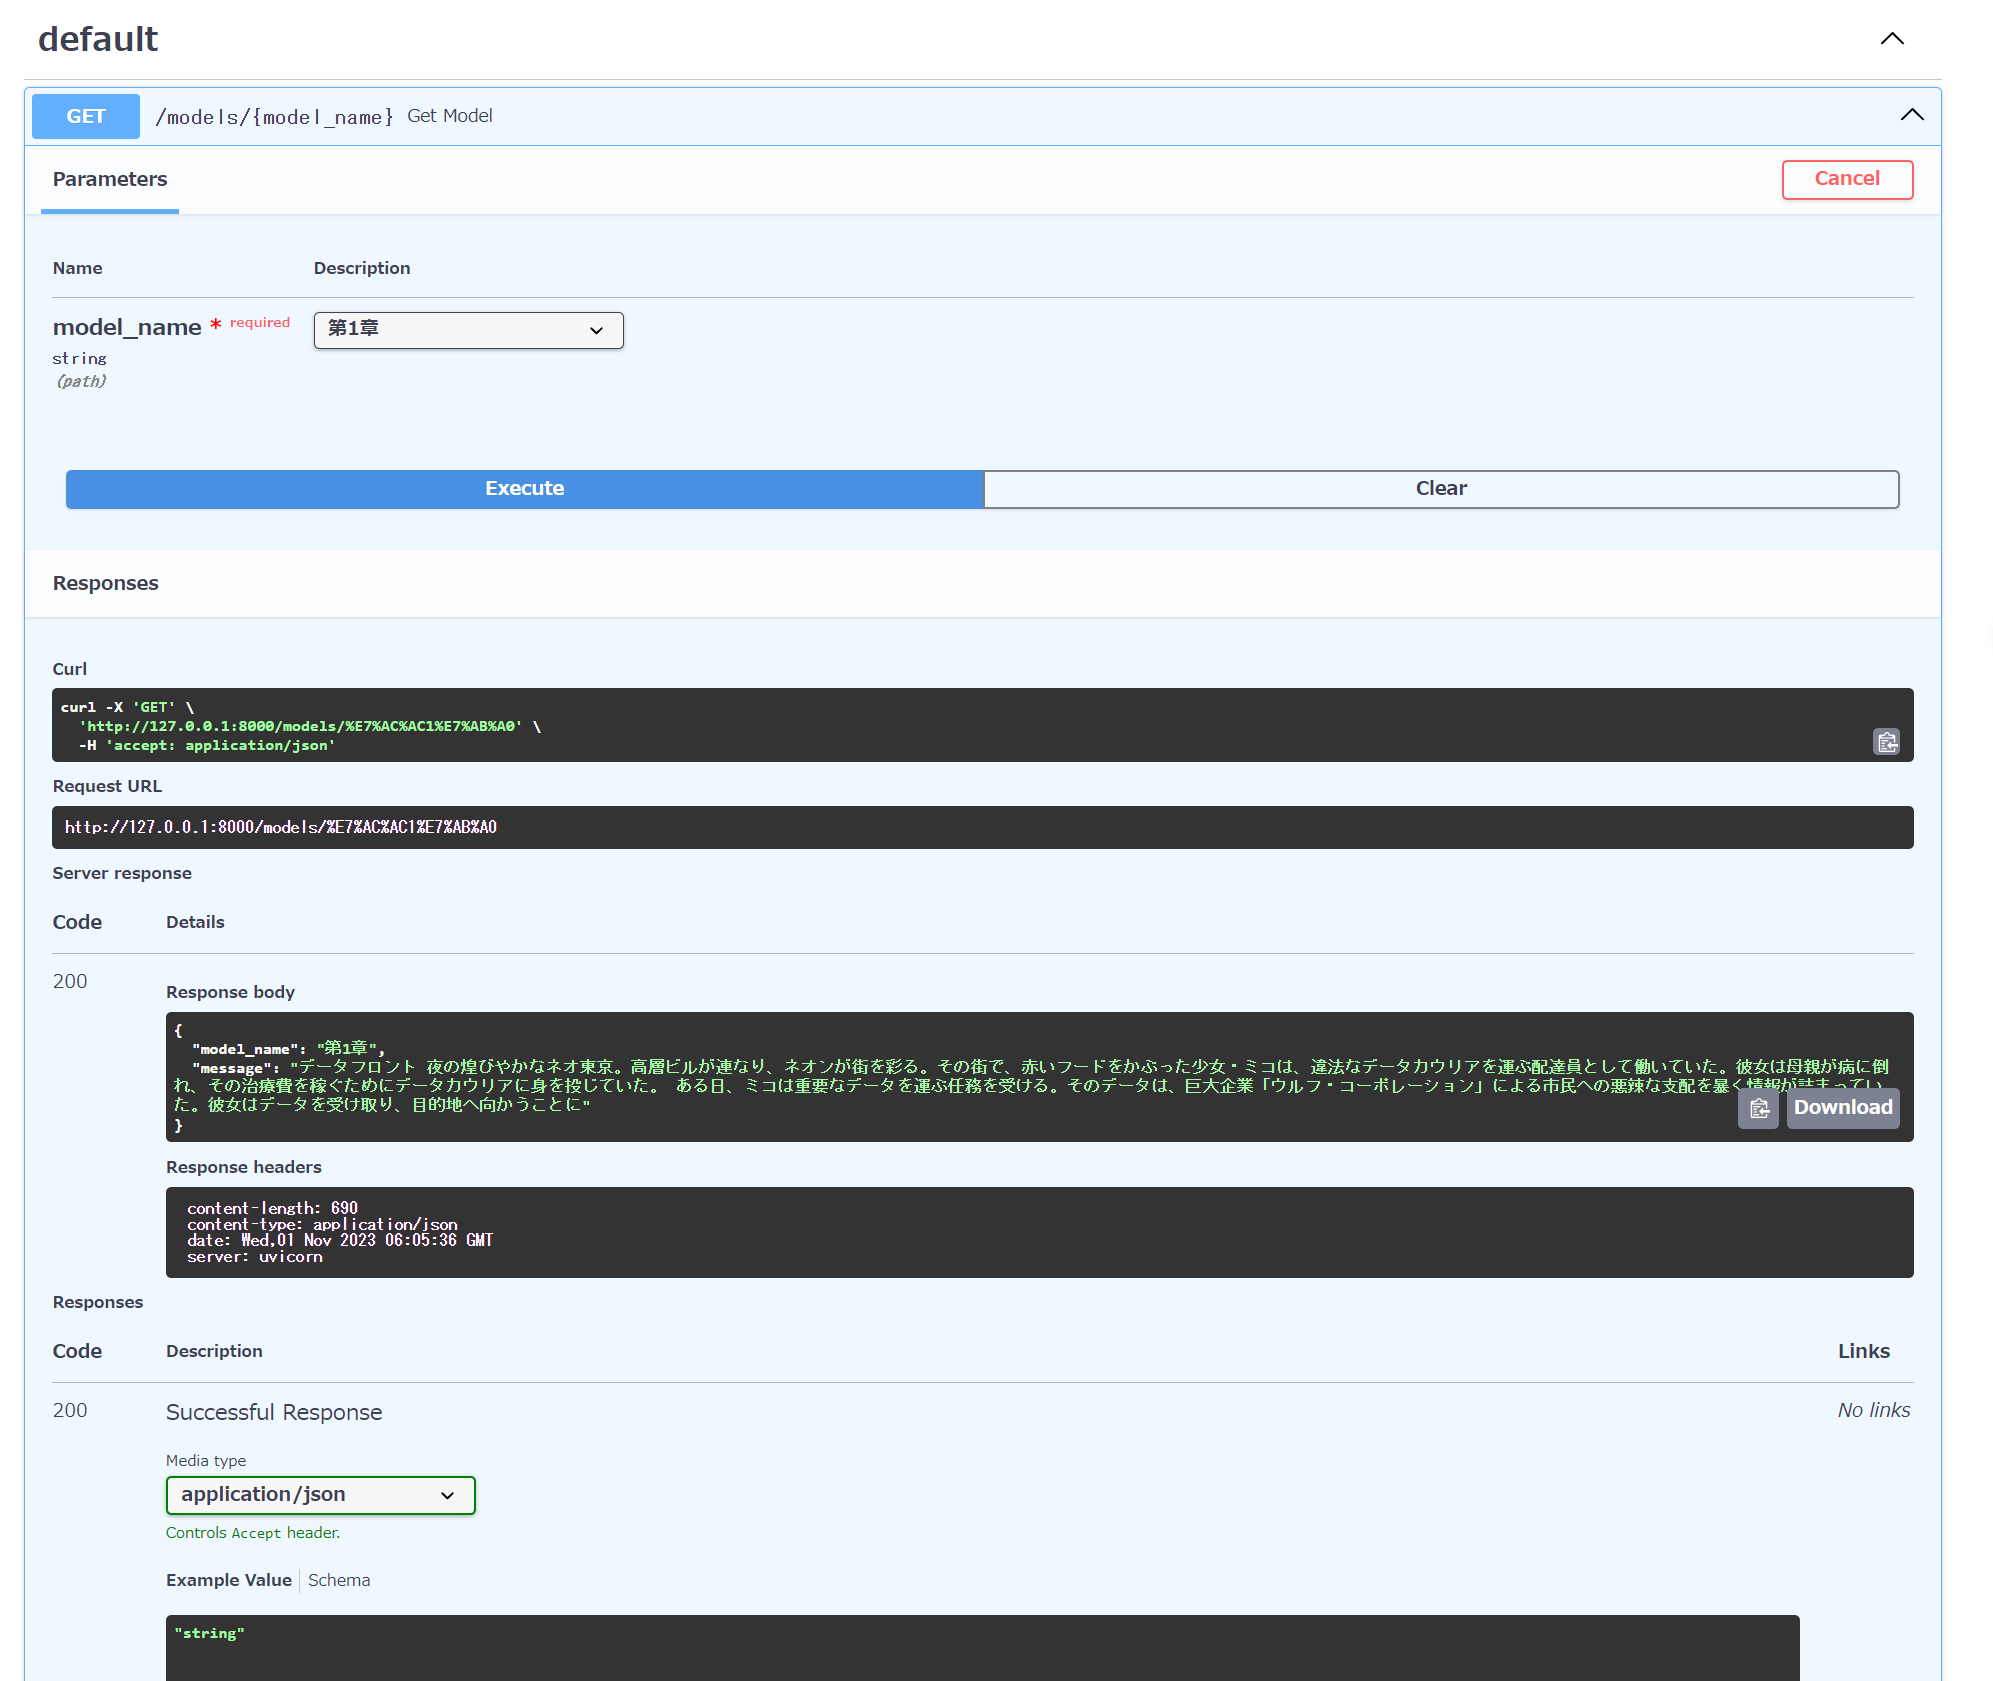 default
GET /models/{model_name} Get Model
Parameters
Cancel
Name Description
model_name * required
string
(path)
第1章
Execute Clear
Responses
Curl
curl -X 'GET' \
'http://127.0.0.1:8000/models/%E7%AC%AC1%E7%AB%A0' \
-H 'accept: application/json'
Request URL
http://127.0.0.1:8000/models/%E7%AC%AC1%E7%AB%A0
Server response
Code Details
200
Response body
{
"model_name": "第1章",
"message": "データフロント 夜の煌びやかなネオ東京。高層ビルが連なり、ネオンが街を彩る。その街で、赤いフードをかぶった少女・ミコは、違法なデータカウリアを運ぶ配達員として働いていた。彼女は母親が病に倒
れ、その治療費を稼ぐためにデータカウリアに身を投じていた。 ある日、ミコは重要なデータを運ぶ任務を受ける。そのデータは、巨大企業「ウルフ・コーポレーション」による市民への悪辣な支配を暴く情報が詰まってい
た。彼女はデータを受け取り、目的地へ向かうことに"
}
Download
Response headers
content-length: 690
content-type: application/json
date: Wed,01 Nov 2023 06:05:36 GMT
server: uvicorn
Responses
Code Description Links
200 Successful Response No links
Media type
application/json
Controls Accept header.
Example Value Schema
"string"